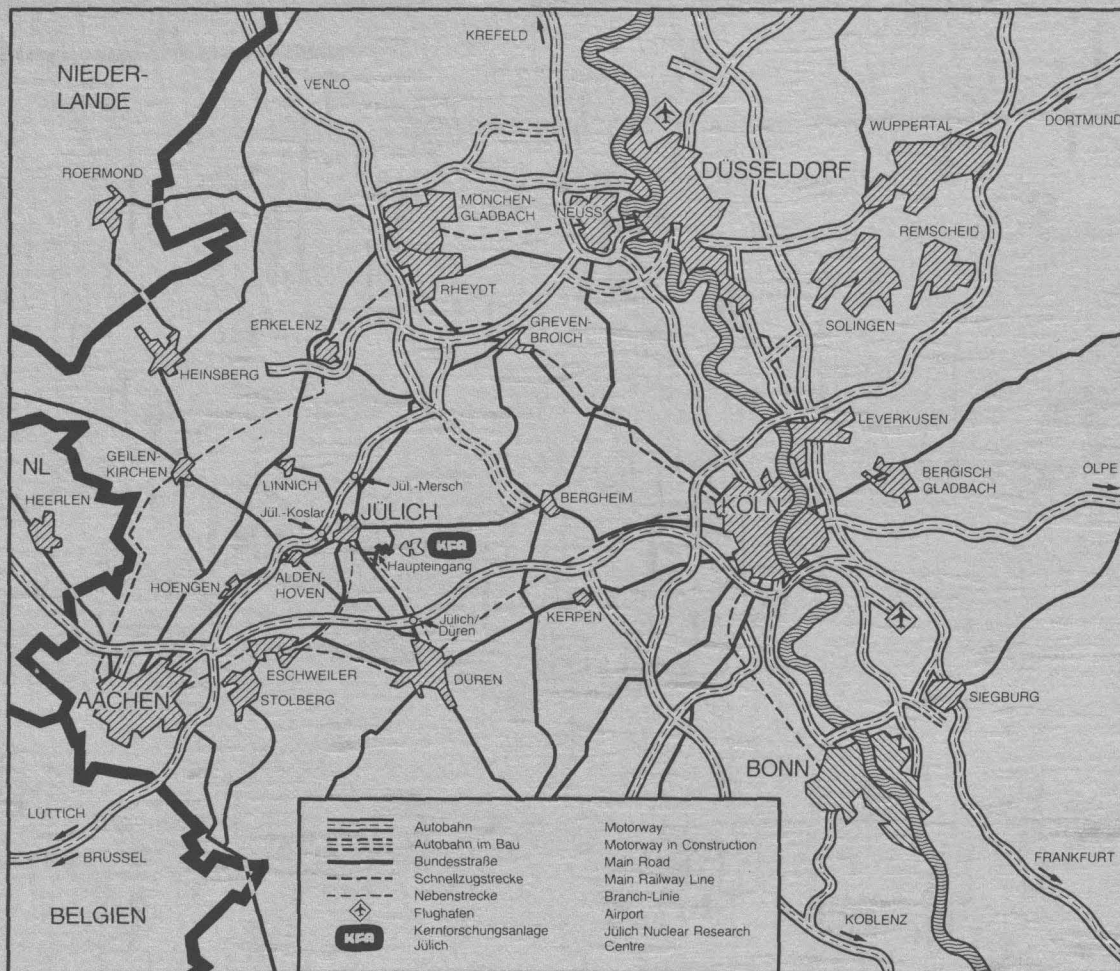 KREFELD
NIEDER-
LANDE
VENLO
DORTMUND
WUPPERTAL
DÜSSELDORF
ROERMOND
MÖNCHEN-
GLADBACH
NEUSS
REMSCHEID
RHEYDT
SOLINGEN
ERKELENZ
GREVEN-
BROICH
HEINSBERG
LEVERKUSEN
NL
GEILEN-
KIRCHEN
LINNICH
Jül.-Mersch
BERGHEIM
BERGISCH
GLADBACH
OLPE
HEERLEN
Jül.-Koslar
JÜLICH
KÖLN
KFA
Haupteingang
HOENGEN
ALDEN-
HOVEN
KERPEN
Jülich/
Düren
ESCHWEILER
DÜREN
AACHEN
STOLBERG
SIEGBURG
BONN
LÜTTICH
BRÜSSEL
FRANKFURT
BELGIEN
KOBLENZ
Autobahn Motorway
Autobahn im Bau Motorway in Construction
Bundesstraße Main Road
Schnellzugstrecke Main Railway Line
Nebenstrecke Branch-Linie
Flughafen Airport
KFA Kernforschungsanlage Jülich Nuclear Research
Jülich Centre